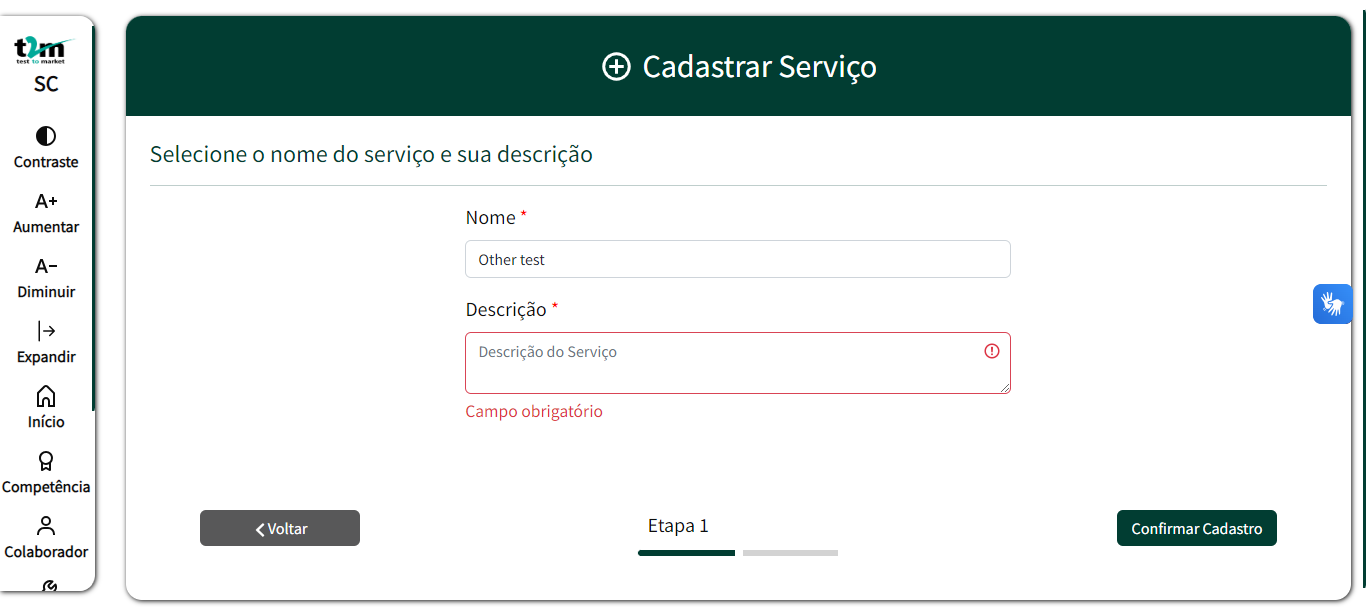 t2m
test to market
SC
Contraste
A+
Aumentar
A−
Diminuir
Expandir
Início
Competência
Colaborador
Cadastrar Serviço
Selecione o nome do serviço e sua descrição
Nome *
Other test
Descrição *
Descrição do Serviço
Campo obrigatório
Voltar
Etapa 1
Confirmar Cadastro